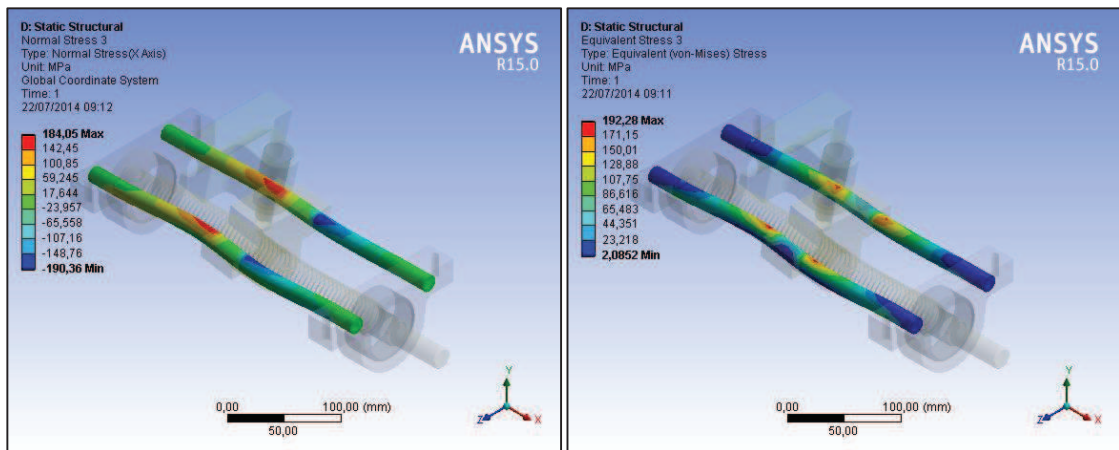 D: Static Structural
Normal Stress 3
Type: Normal Stress(X Axis)
Unit: MPa
Global Coordinate System
Time: 1
22/07/2014 09:12
ANSYS
R15.0
184,05 Max
142,45
100,85
59,245
17,644
-23,957
-65,558
-107,16
-148,76
-190,36 Min
0,00
100,00 (mm)
50,00
Y
Z
X
D: Static Structural
Equivalent Stress 3
Type: Equivalent (von-Mises) Stress
Unit: MPa
Time: 1
22/07/2014 09:11
ANSYS
R15.0
192,28 Max
171,15
150,01
128,88
107,75
86,616
65,483
44,351
23,218
2,0852 Min
0,00
100,00 (mm)
50,00
Y
Z
X